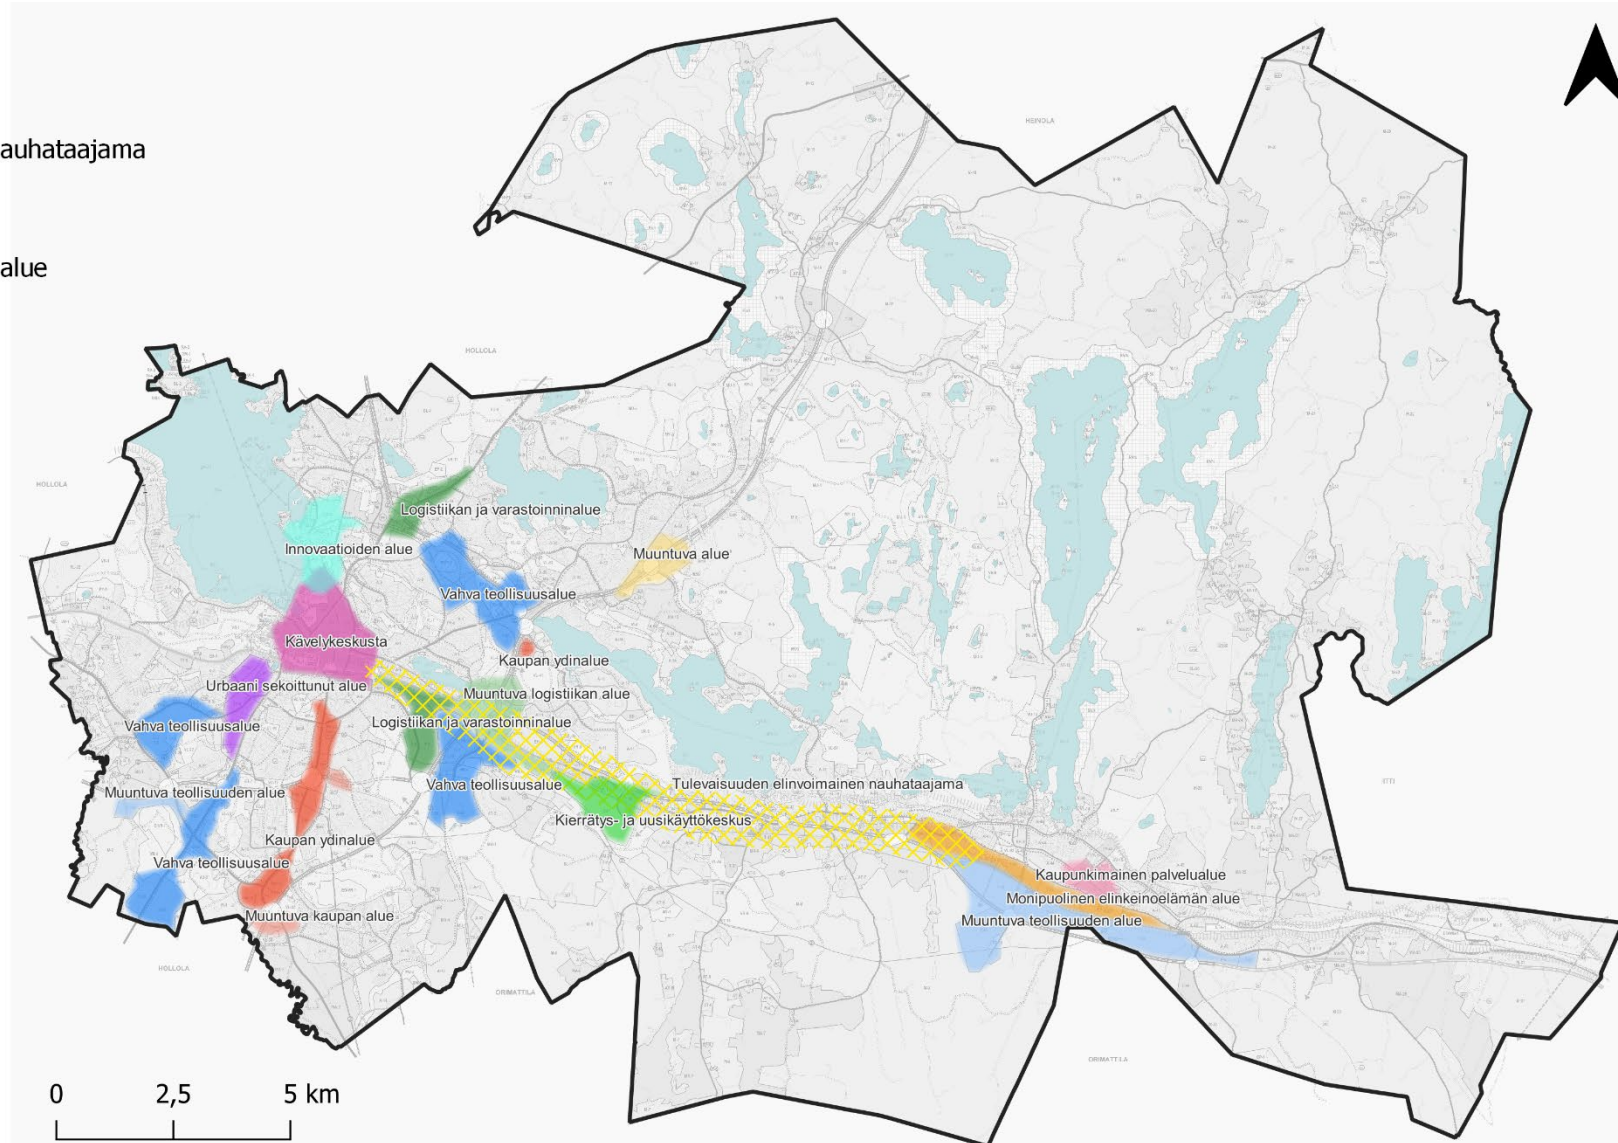 HEINOLA
auhataajama
alue
HOLLOLA
HOLLOLA
Logistiikan ja varastoinninalue
Innovaatioiden alue
Muuntuva alue
Vahva teollisuusalue
Kävelykeskusta
Kaupan ydinalue
Urbaani sekoittunut alue
Muuntuva logistiikan alue
Vahva teollisuusalue
Logistiikan ja varastoinninalue
IITTI
Vahva teollisuusalue
Tulevaisuuden elinvoimainen nauhataajama
Muuntuva teollisuuden alue
Kierrätys- ja uusikäyttökeskus
Kaupan ydinalue
Vahva teollisuusalue
Kaupunkimainen palvelualue
Monipuolinen elinkeinoelämän alue
Muuntuva kaupan alue
Muuntuva teollisuuden alue
HOLLOLA
ORIMATTILA
ORIMATTILA
0 2,5 5 km